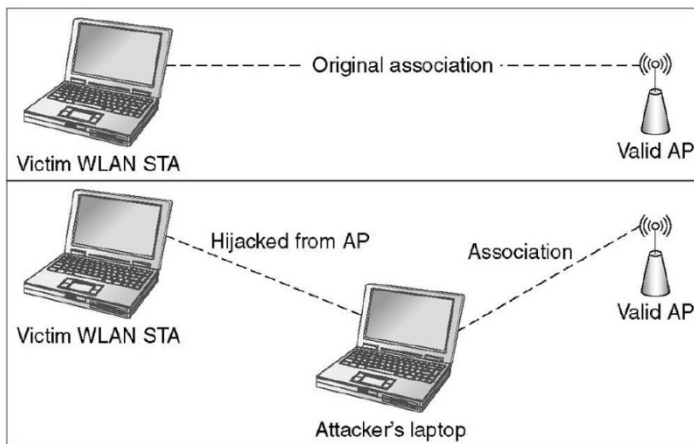 Original association
Victim WLAN STA
Valid AP
Hijacked from AP
Association
Victim WLAN STA
Valid AP
Attacker's laptop